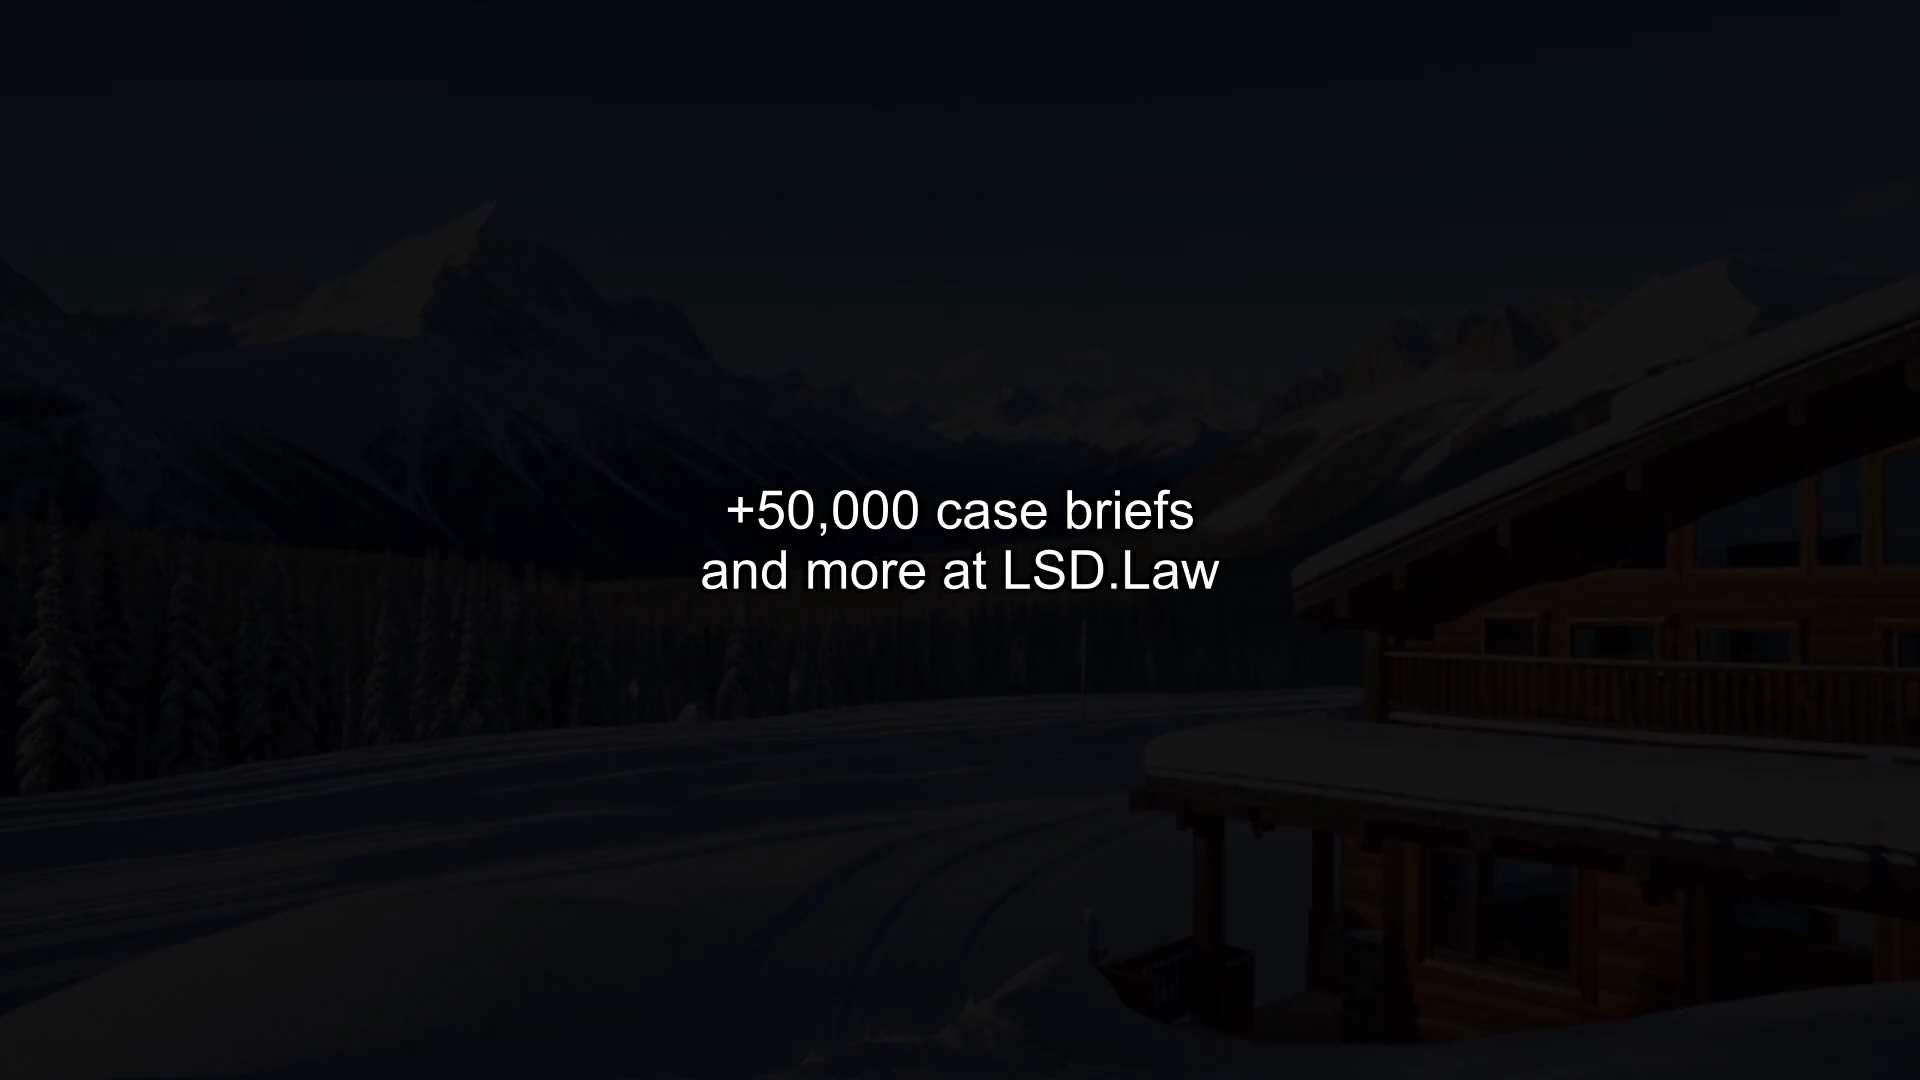 +50,000 case briefs
and more at LSD.Law